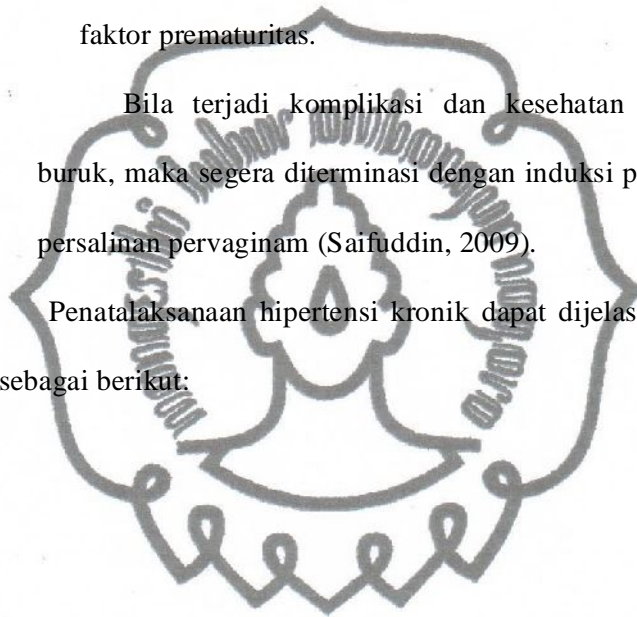 faktor prematuritas.
Bila terjadi komplikasi dan kesehatan
buruk, maka segera diterminasi dengan induksi p
persalinan pervaginam (Saifuddin, 2009).
Penatalaksanaan hipertensi kronik dapat dijelas
sebagai berikut: